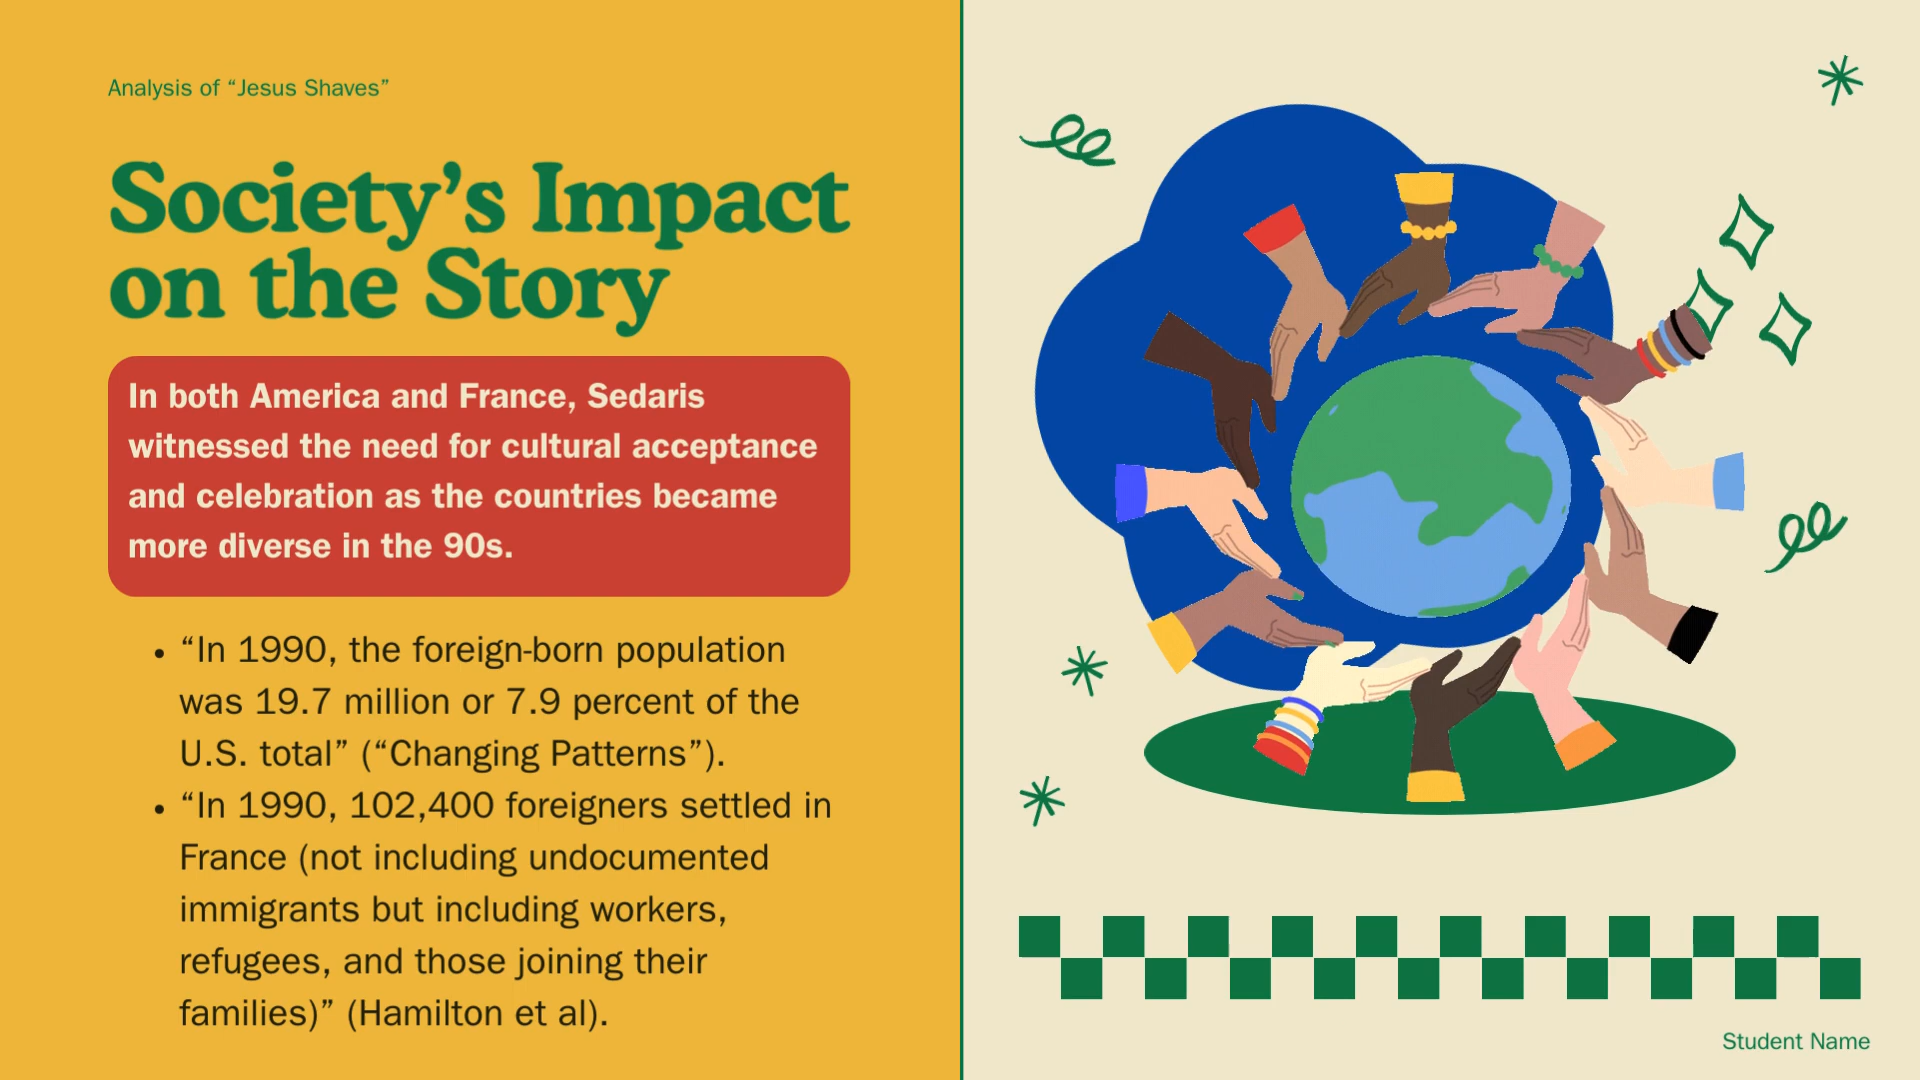 Analysis of “Jesus Shaves”
Society’s Impact
on the Story
In both America and France, Sedaris
witnessed the need for cultural acceptance
and celebration as the countries became
more diverse in the 90s.
• “In 1990, the foreign-born population
was 19.7 million or 7.9 percent of the
U.S. total” (“Changing Patterns”).
• “In 1990, 102,400 foreigners settled in
France (not including undocumented
immigrants but including workers,
refugees, and those joining their
families)” (Hamilton et al).
Student Name